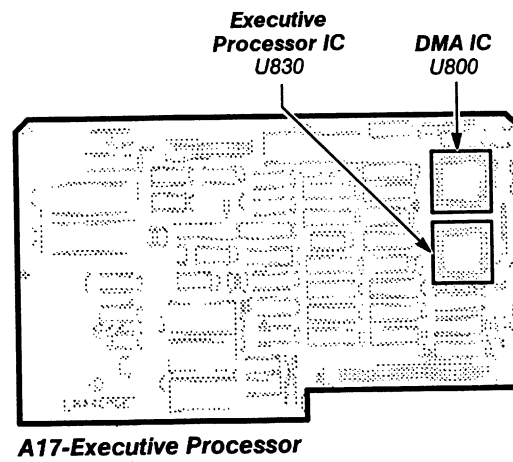 Executive
Processor IC
U830
DMA IC
U800
A17-Executive Processor